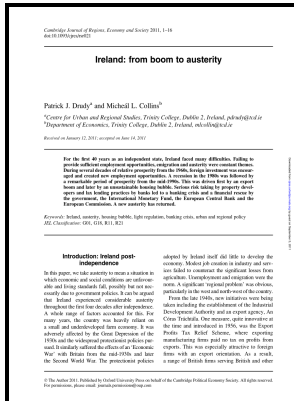 Cambridge Journal of Regions, Economy and Society 2011, 1–16
Ireland: from boom to austerity
Patrick J. Drudyᵃ and Micheál L. Collinsᵇ
ᵃCentre for Urban and Regional Studies, Trinity College, Dublin 2, Ireland, pdrudy@tcd.ie
ᵇDepartment of Economics, Trinity College, Dublin 2, Ireland, mlcollin@tcd.ie
Received on January 12, 2011; accepted on June 14, 2011
For the first 40 years as an independent state, Ireland faced many difficulties. Failing to
provide sufficient employment opportunities, emigration and austerity were constant themes.
During several decades of relative prosperity from the 1960s, foreign investment was encour-
aged and created new employment opportunities. A recession in the 1980s was followed by
a remarkable period of prosperity from the mid-1990s. This was driven first by an export
boom and later by an unsustainable housing bubble. Serious risk taking by property devel-
opers and lax lending practices by banks led to a banking crisis and a financial rescue by
the government, the International Monetary Fund, the European Central Bank and the
European Commission. A new austerity has returned.
Keywords: Ireland, austerity, housing bubble, light regulation, banking crisis, urban and regional policy
JEL Classification: G01, G18, R11, R21
Introduction: Ireland post-
independence
In this paper, we take austerity to mean a situation
in which economic and social conditions are unfavour-
able and living standards fall, possibly but not nec-
essarily due to government policies. It can be argued
that Ireland experienced considerable austerity
throughout the first four decades after independence.
A whole range of factors accounted for this. For
many years, the country was heavily reliant on
a small and underdeveloped farm economy. It was
adversely affected by the Great Depression of the
1930s and the widespread protectionist policies pur-
sued. It similarly suffered the effects of an ‘Economic
War’ with Britain from the mid-1930s and later
the Second World War. The protectionist policies
adopted by Ireland itself did little to develop the
economy. Modest job creation in industry and serv-
ices failed to counteract the significant losses from
agriculture. Unemployment and emigration were the
norm. A significant ‘regional problem’ was obvious,
particularly in the west and north-west of the country.
From the late 1940s, new initiatives were being
taken including the establishment of the Industrial
Development Authority and an export agency, An
Córas Tráchtála. One measure, quite innovative at
the time and introduced in 1956, was the Export
Profits Tax Relief Scheme, where exporting
manufacturing firms paid no tax on profits from
exports. This was especially attractive to foreign
firms with an export orientation. As a result,
a range of British firms serving British and other
© The Author 2011. Published by Oxford University Press on behalf of the Cambridge Political Economy Society. All rights reserved.
For permissions, please email: journals.permissions@oup.com